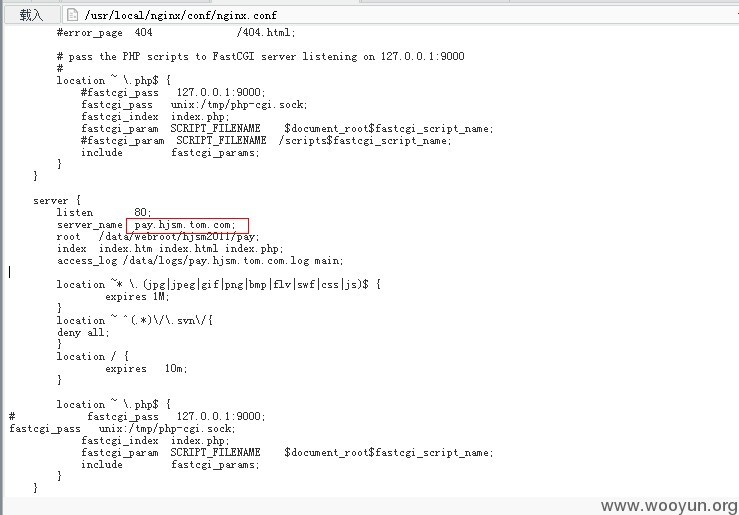 载入 /usr/local/nginx/conf/nginx.conf
#error_page 404 /404.html;
# pass the PHP scripts to FastCGI server listening on 127.0.0.1:9000
#
location ~ \.php$ {
#fastcgi_pass 127.0.0.1:9000;
fastcgi_pass unix:/tmp/php-cgi.sock;
fastcgi_index index.php;
fastcgi_param SCRIPT_FILENAME $document_root$fastcgi_script_name;
#fastcgi_param SCRIPT_FILENAME /scripts$fastcgi_script_name;
include fastcgi_params;
}
}
server {
listen 80;
server_name pay.hjsm.tom.com;
root /data/webroot/hjsm2011/pay;
index index.htm index.html index.php;
access_log /data/logs/pay.hjsm.tom.com.log main;
location ~* \.(jpg|jpeg|gif|png|bmp|flv|swf|css|js)$ {
expires 1M;
}
location ~ ^(.*)\/\.svn\/{
deny all;
}
location / {
expires 10m;
}
location ~ \.php$ {
# fastcgi_pass 127.0.0.1:9000;
fastcgi_pass unix:/tmp/php-cgi.sock;
fastcgi_index index.php;
fastcgi_param SCRIPT_FILENAME $document_root$fastcgi_script_name;
include fastcgi_params;
}
}
www.wooyun.org